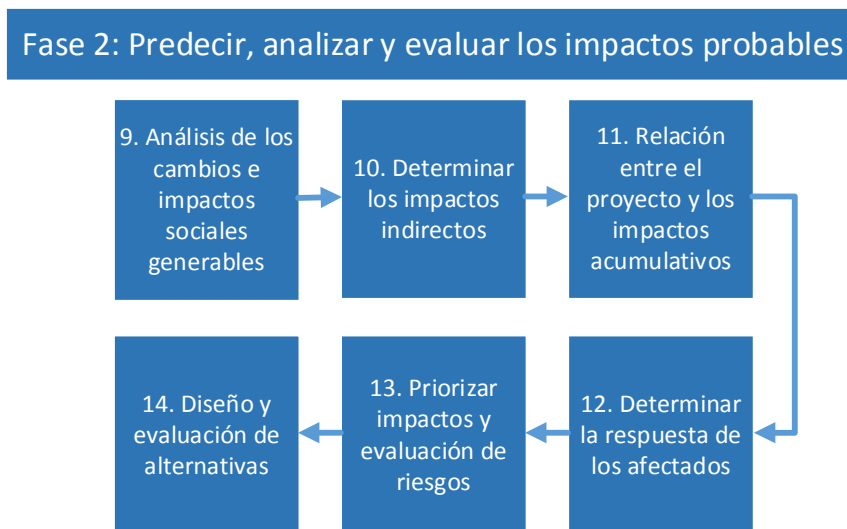 Fase 2: Predecir, analizar y evaluar los impactos probables
9. Análisis de los
cambios e
impactos
sociales
generables
10. Determinar
los impactos
indirectos
11. Relación
entre el
proyecto y los
impactos
acumulativos
12. Determinar
la respuesta de
los afectados
13. Priorizar
impactos y
evaluación de
riesgos
14. Diseño y
evaluación de
alternativas